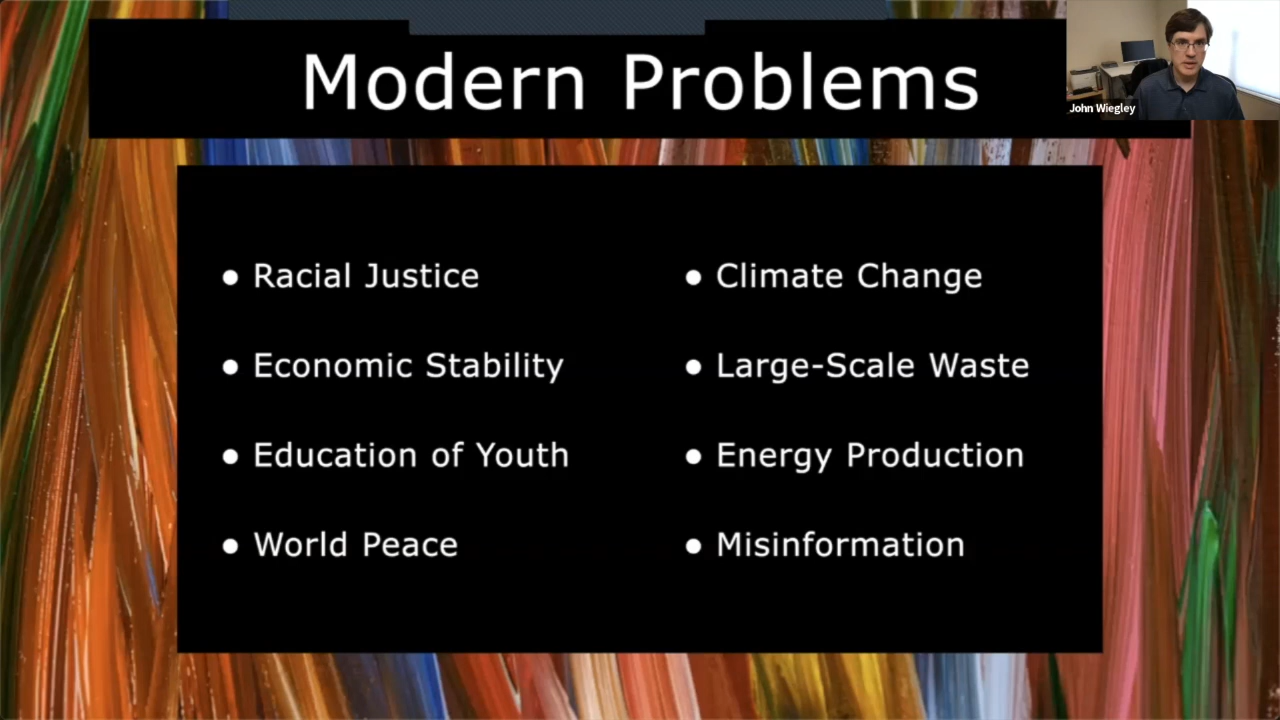 Modern Problems
John Wiegley
● Racial Justice
● Economic Stability
● Education of Youth
● World Peace
● Climate Change
● Large-Scale Waste
● Energy Production
● Misinformation